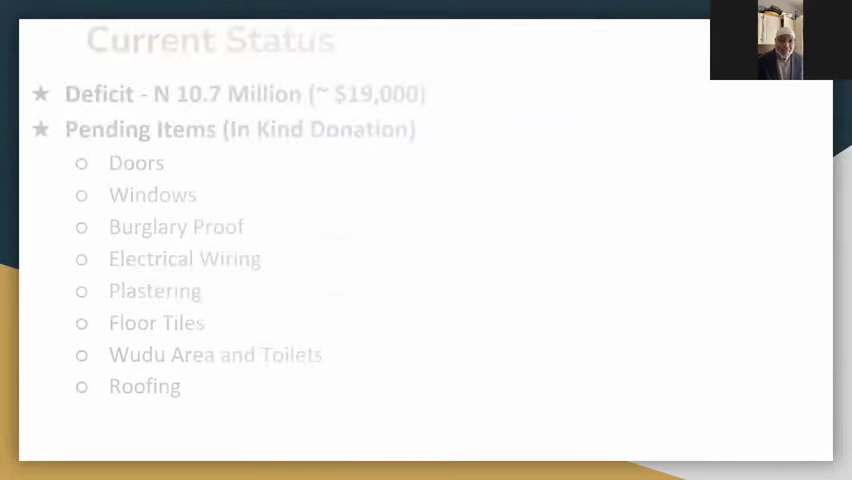 Current Status
★ Deficit - N 10.7 Million (~ $19,000)
★ Pending Items (In Kind Donation)
○ Doors
○ Windows
○ Burglary Proof
○ Electrical Wiring
○ Plastering
○ Floor Tiles
○ Wudu Area and Toilets
○ Roofing